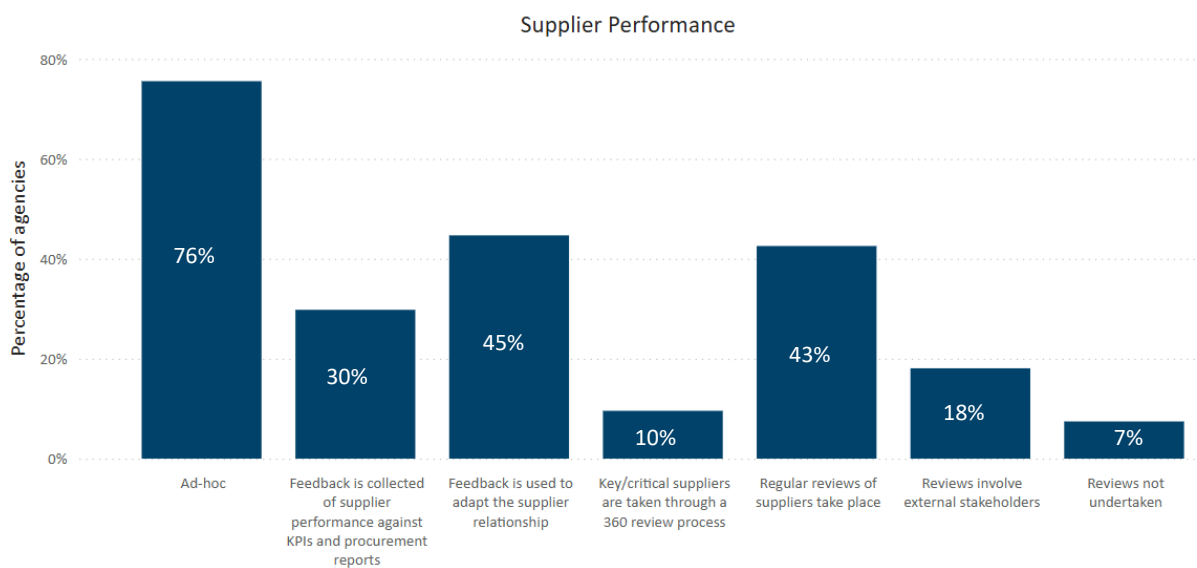 Supplier Performance
Percentage of agencies
80%
60%
40%
20%
0%
76%
30%
45%
10%
43%
18%
7%
Ad-hoc
Feedback is collected
of supplier
performance against
KPIs and procurement
reports
Feedback is used to
adapt the supplier
relationship
Key/critical suppliers
are taken through a
360 review process
Regular reviews of
suppliers take place
Reviews involve
external stakeholders
Reviews not
undertaken